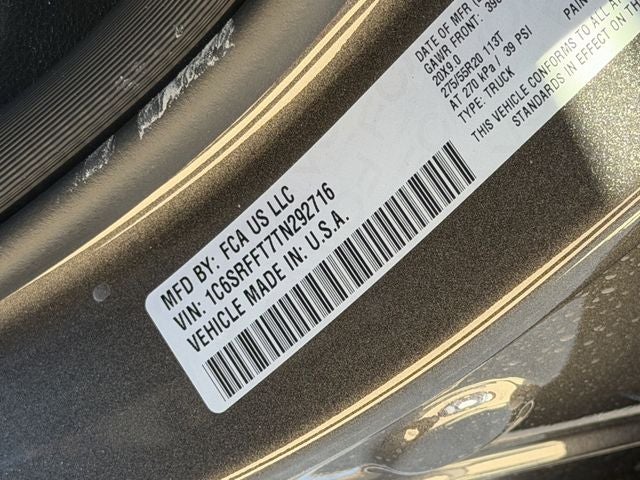 MFD BY: FCA US LLC
VIN: 1C6SRFFT7TN292716
VEHICLE MADE IN: U.S.A.
DATE OF MFR
GAWR FRONT:
20X9.0
275/55R20 113T
AT 270 kPa / 39 PSI
TYPE: TRUCK
THIS VEHICLE CONFORMS TO ALL
STANDARDS IN EFFECT ON THE